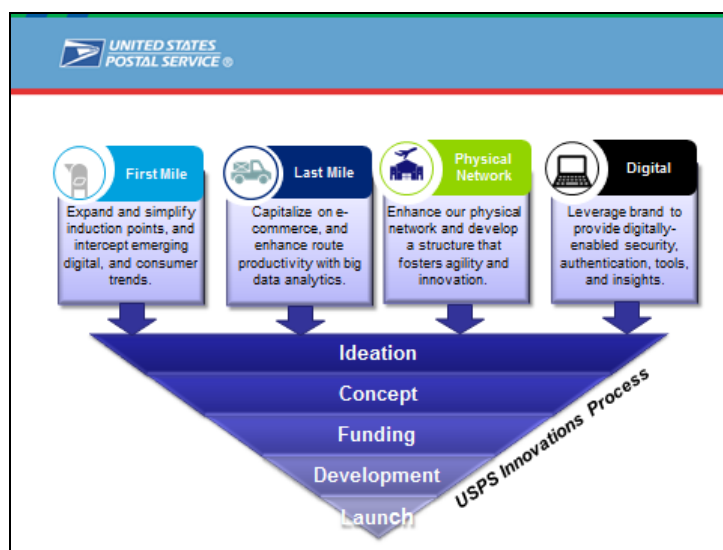 UNITED STATES
POSTAL SERVICE ®
First Mile
Expand and simplify
induction points, and
intercept emerging
digital, and consumer
trends.
Last Mile
Capitalize on e-
commerce, and
enhance route
productivity with big
data analytics.
Physical
Network
Enhance our physical
network and develop
a structure that
fosters agility and
innovation.
Digital
Leverage brand to
provide digitally-
enabled security,
authentication, tools,
and insights.
Ideation
Concept
Funding
Development
Launch
USPS Innovations Process